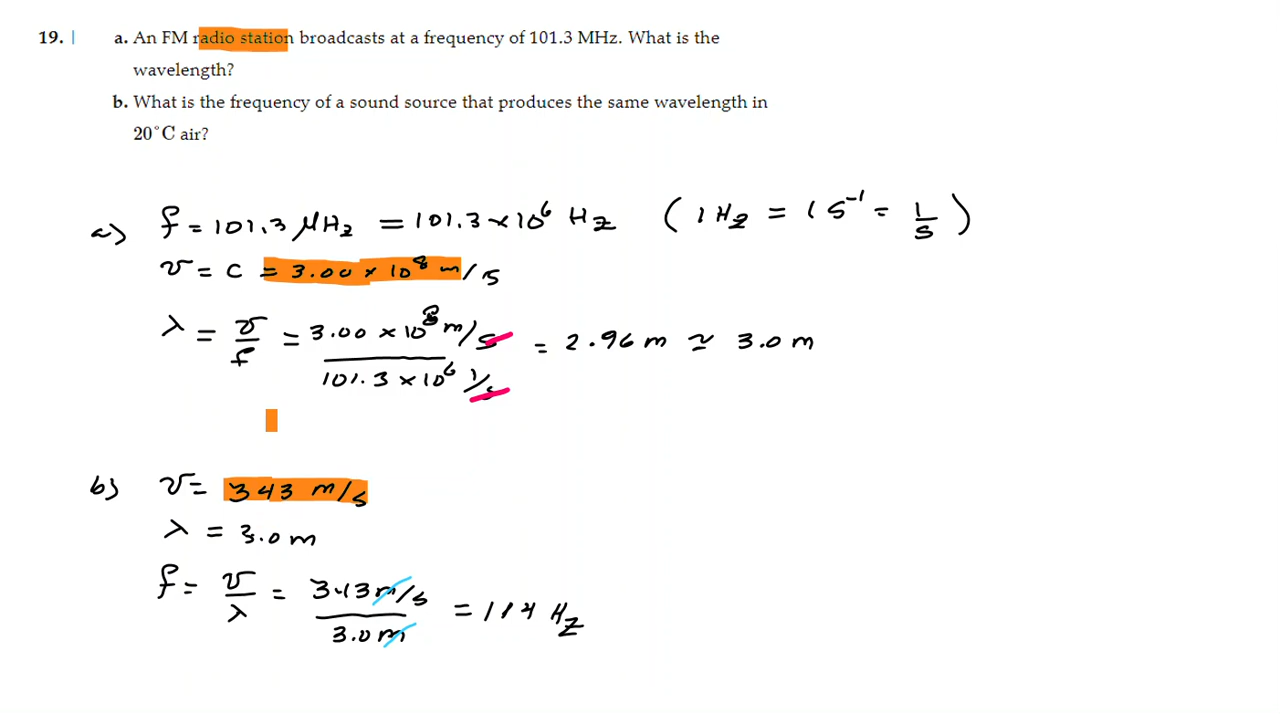 19. | a. An FM radio station broadcasts at a frequency of 101.3 MHz. What is the
wavelength?
b. What is the frequency of a sound source that produces the same wavelength in
20°C air?
a) f = 101.3 MHz = 101.3 × 10⁶ Hz (1 Hz = 1 S⁻¹ = 1/S)
v = c = 3.00 × 10⁸ m/s
λ = v/f = 3.00 × 10⁸ m/s / 101.3 × 10⁶ 1/s = 2.96 m ≃ 3.0 m
b) v = 343 m/s
λ = 3.0 m
f = v/λ = 343 m/s / 3.0 m = 114 Hz